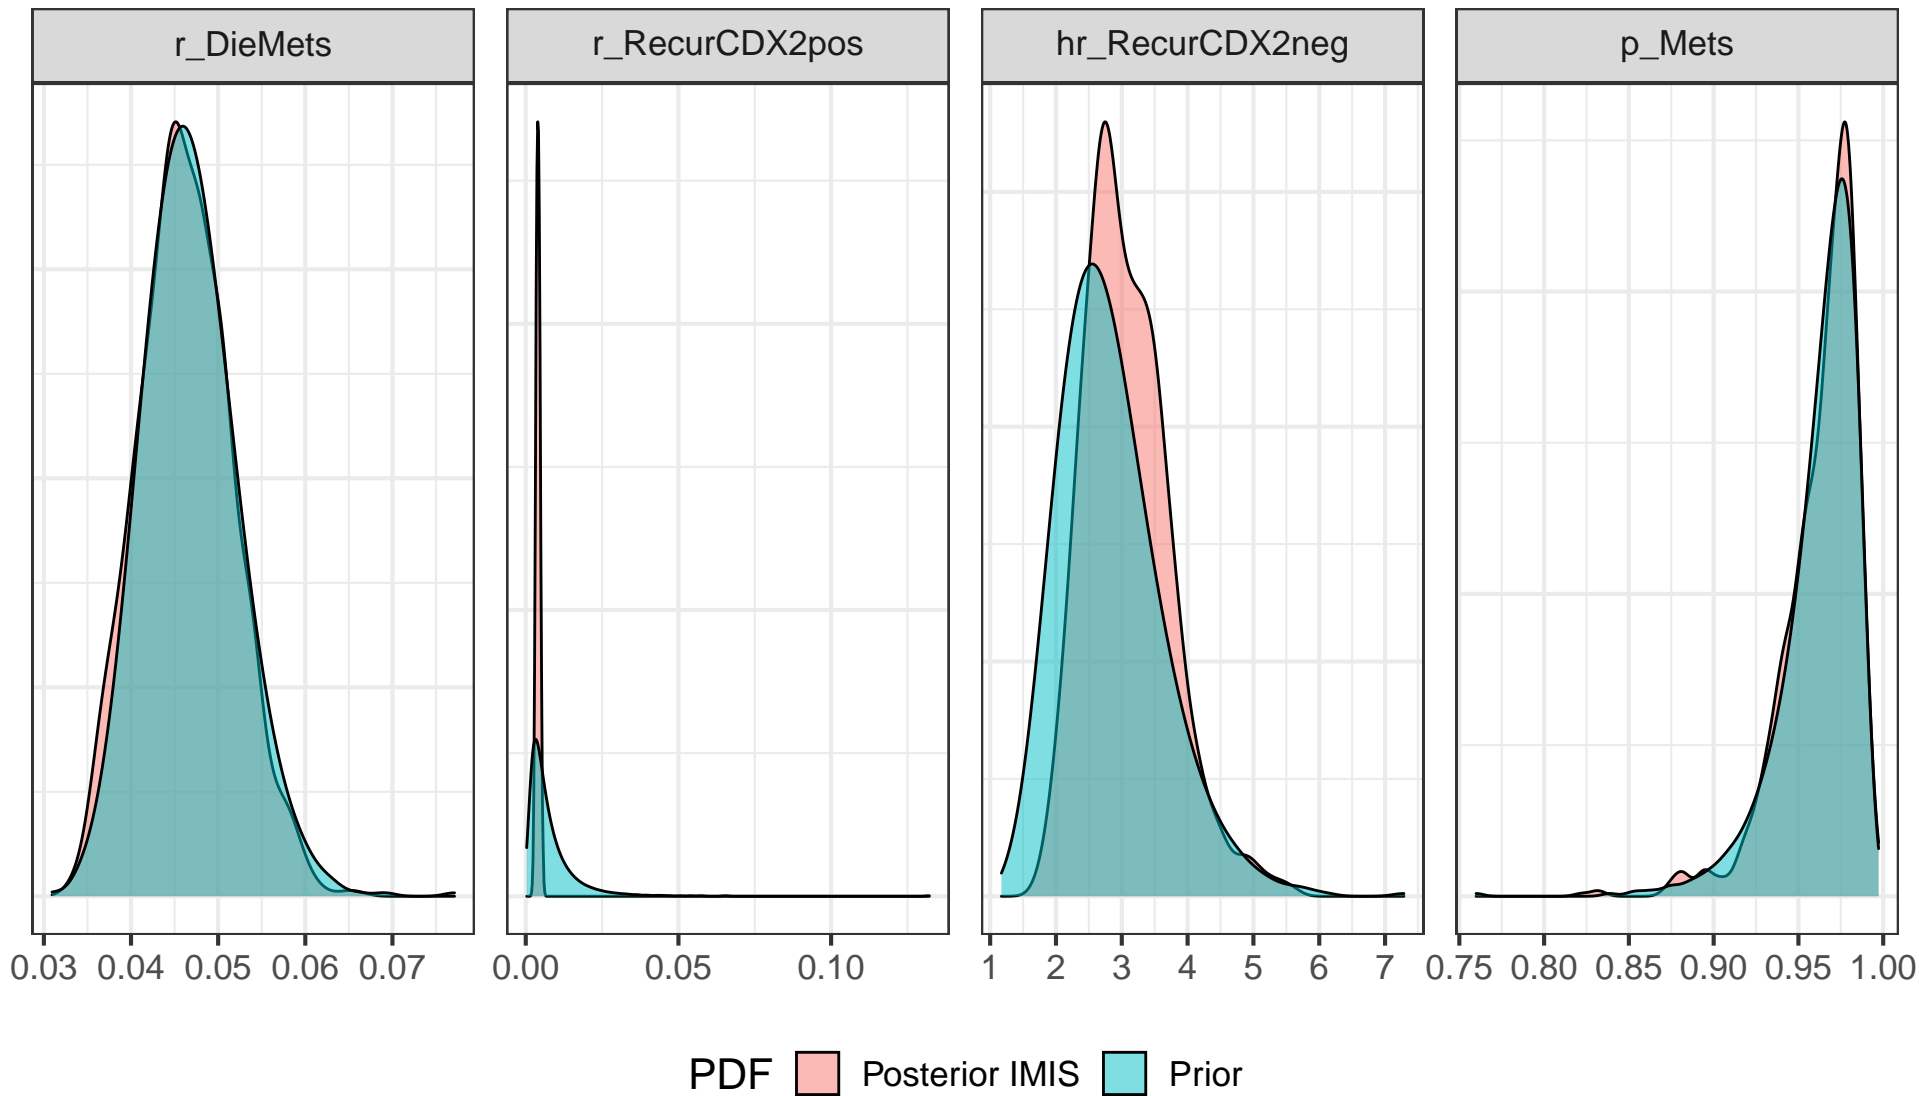 r_DieMets r_RecurCDX2pos hr_RecurCDX2neg p_Mets
0.03 0.04 0.05 0.06 0.07 0.00 0.05 0.10 1 2 3 4 5 6 7 0.75 0.80 0.85 0.90 0.95 1.00
PDF Posterior IMIS Prior